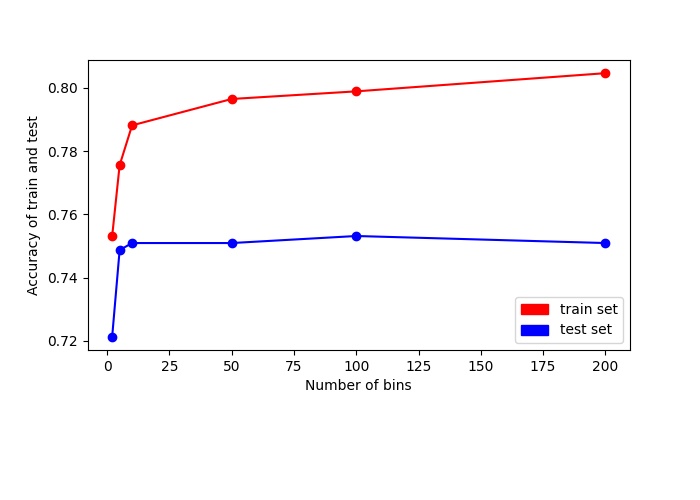 0.80
0.78
0.76
0.74
0.72
Accuracy of train and test
0 25 50 75 100 125 150 175 200
Number of bins
train set
test set